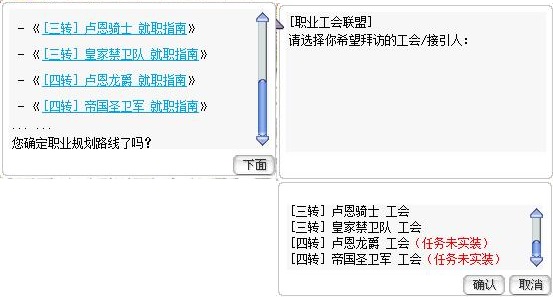 - 《[三转] 卢恩骑士 就职指南》
- 《[三转] 皇家禁卫队 就职指南》
- 《[四转] 卢恩龙爵 就职指南》
- 《[四转] 帝国圣卫军 就职指南》
... ...
您确定职业规划路线了吗?
下面
[职业工会联盟]
请选择你希望拜访的工会/接引人:
[三转] 卢恩骑士 工会
[三转] 皇家禁卫队 工会
[四转] 卢恩龙爵 工会 (任务未实装)
[四转] 帝国圣卫军 工会 (任务未实装)
确认 取消